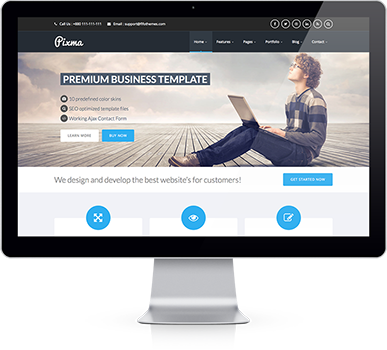 Call Us : +880 111-111-111 Email : support@fifothemes.com
Pixma
Home Features Pages Portfolio Blog Contact
PREMIUM BUSINESS TEMPLATE
10 predefined color skins
SEO optimized template files
Working Ajax Contact Form
LEARN MORE BUY NOW
We design and develop the best website's for customers!
GET STARTED NOW